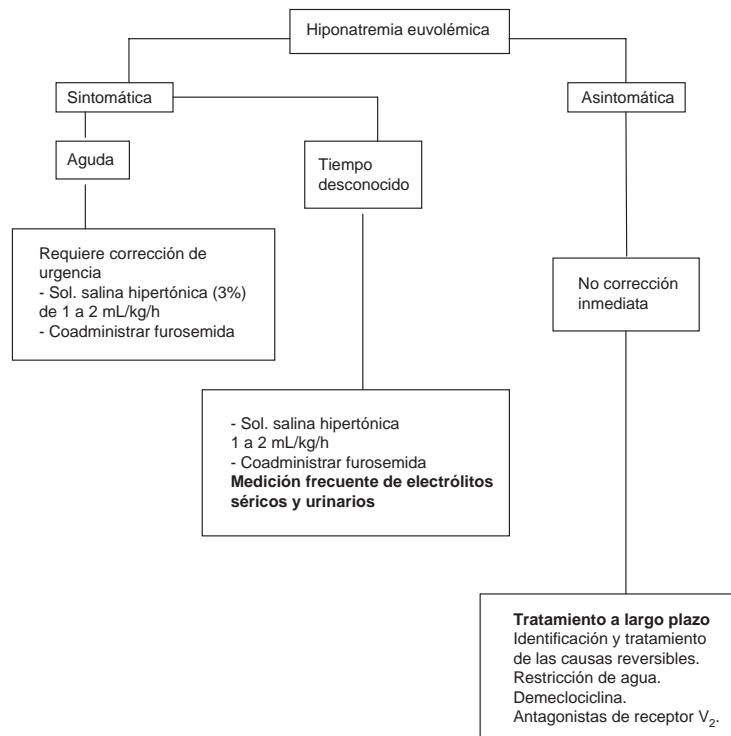 Hiponatremia euvolémica
Sintomática
Asintomática
Aguda
Tiempo
desconocido
Requiere corrección de
urgencia
- Sol. salina hipertónica (3%)
de 1 a 2 mL/kg/h
- Coadministrar furosemida
No corrección
inmediata
- Sol. salina hipertónica
1 a 2 mL/kg/h
- Coadministrar furosemida
Medición frecuente de electrólitos
séricos y urinarios
Tratamiento a largo plazo
Identificación y tratamiento
de las causas reversibles.
Restricción de agua.
Demeclociclina.
Antagonistas de receptor V₂.